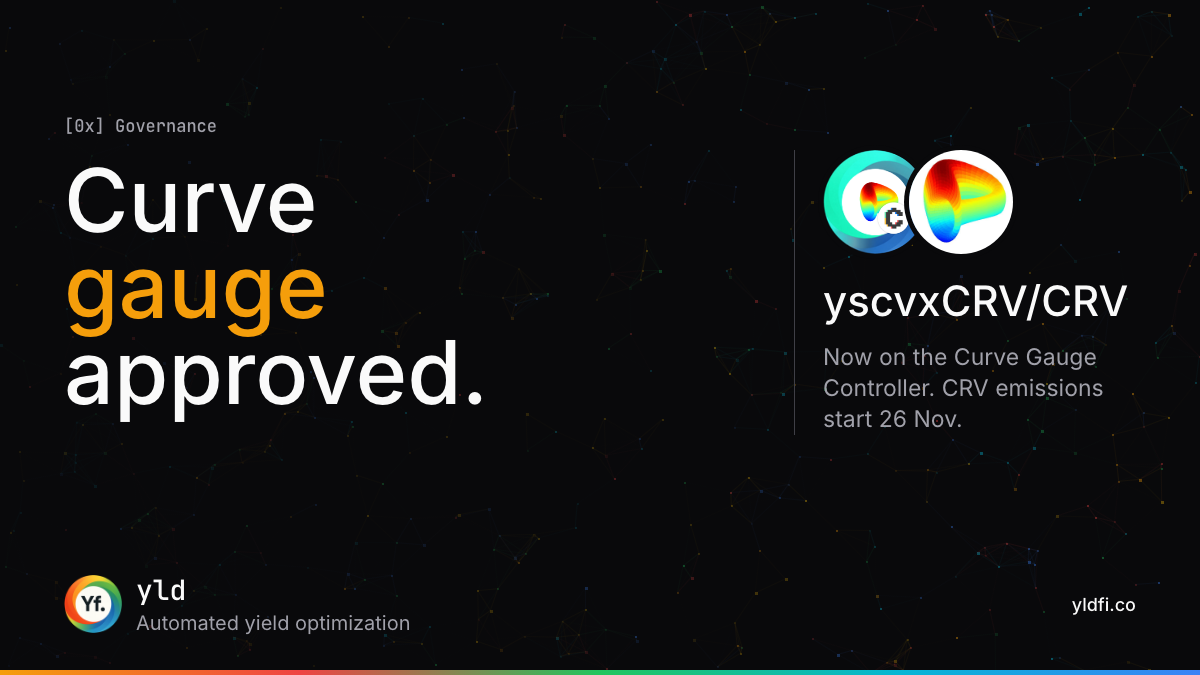 [0x] Governance
Curve
gauge
approved.
C
yscvxCRV/CRV
Now on the Curve Gauge
Controller. CRV emissions
start 26 Nov.
Yf.
yld
Automated yield optimization
yldfi.co